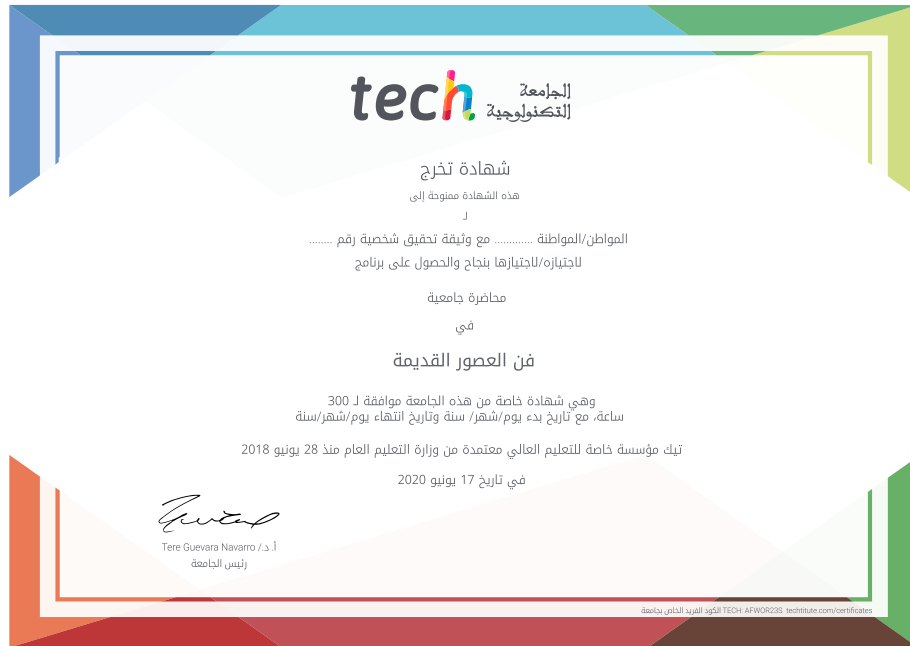 tech الجامعة
التكنولوجية
شهادة تخرج
هذه الشهادة ممنوحة إلى
لـ
المواطن/المواطنة ............. مع وثيقة تحقيق شخصية رقم ........
لاجتيازه/لاجتيازها بنجاح والحصول على برنامج
محاضرة جامعية
في
فن العصور القديمة
وهي شهادة خاصة من هذه الجامعة موافقة لـ 300
ساعة، مع تاريخ بدء يوم/شهر/ سنة وتاريخ انتهاء يوم/شهر/سنة
تيك مؤسسة خاصة للتعليم العالي معتمدة من وزارة التعليم العام منذ 28 يونيو 2018
في تاريخ 17 يونيو 2020
أ. د./ Tere Guevara Navarro
رئيس الجامعة
الكود الفريد الخاص بجامعة TECH: AFWOR23S techtitute.com/certificates